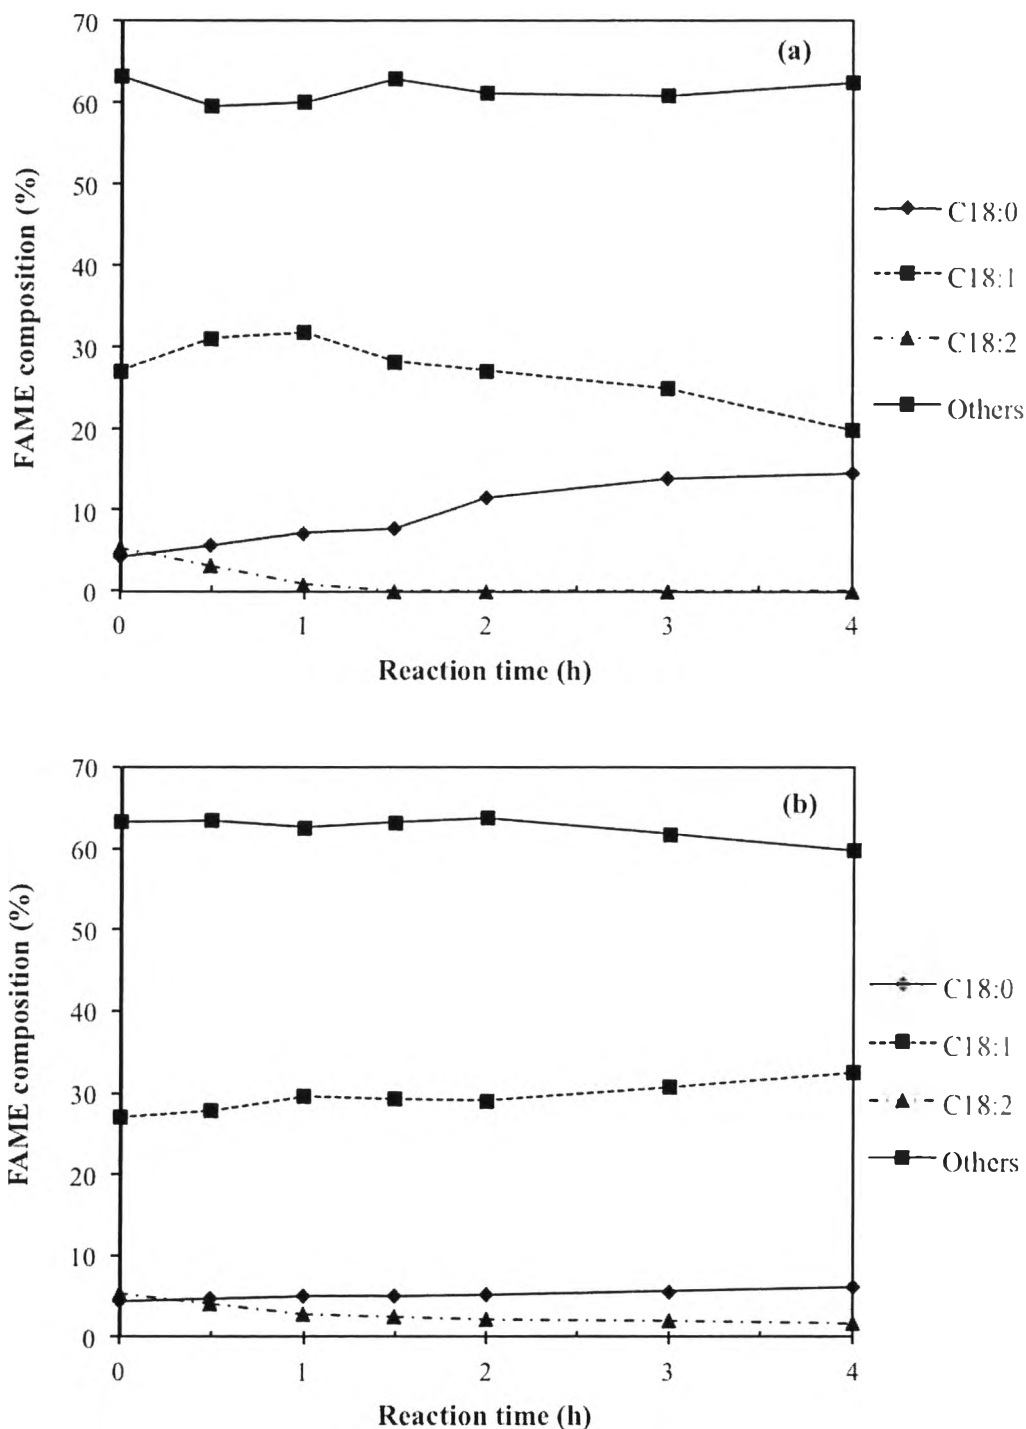 70
(a)
60
50
40
30
20
10
0
FAME composition (%)
0 1 2 3 4
Reaction time (h)
C18:0
C18:1
C18:2
Others
70
(b)
60
50
40
30
20
10
0
FAME composition (%)
0 1 2 3 4
Reaction time (h)
C18:0
C18:1
C18:2
Others